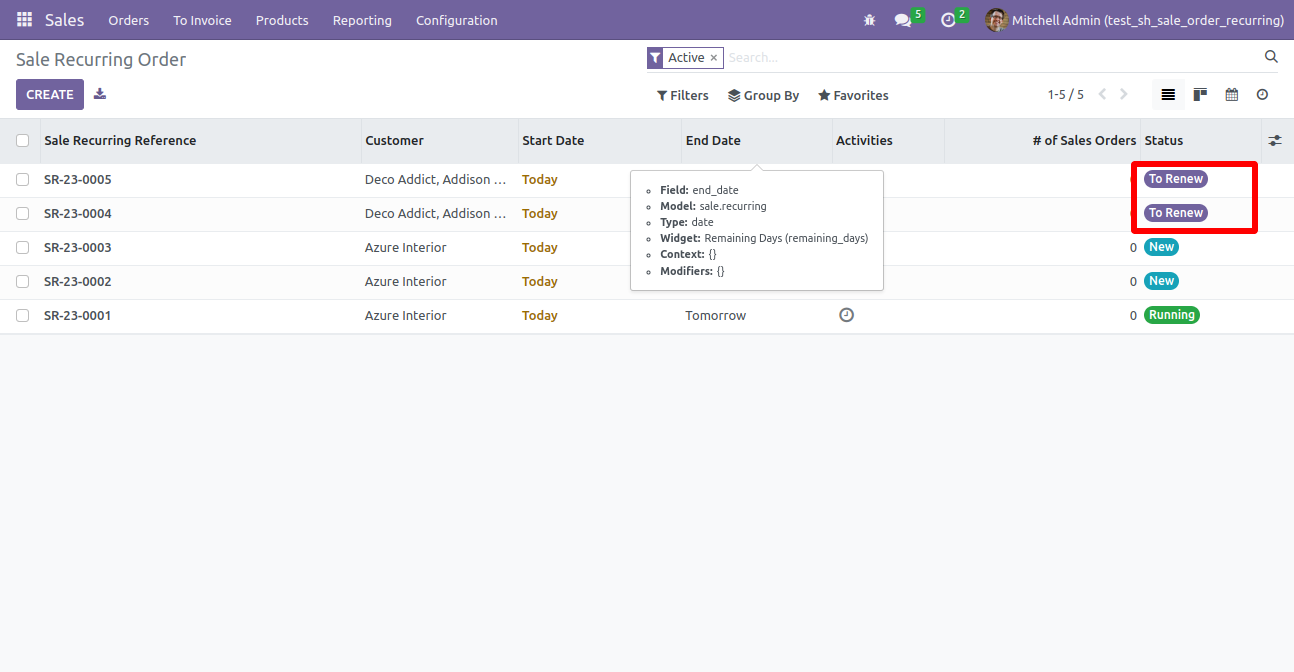 Sales Orders To Invoice Products Reporting Configuration 5 2 Mitchell Admin (test_sh_sale_order_recurring)
Sale Recurring Order Active × Search...
CREATE Filters Group By Favorites 1-5 / 5
Sale Recurring Reference Customer Start Date End Date Activities # of Sales Orders Status
SR-23-0005 Deco Addict, Addison ... Today To Renew
SR-23-0004 Deco Addict, Addison ... Today To Renew
SR-23-0003 Azure Interior Today 0 New
SR-23-0002 Azure Interior Today 0 New
SR-23-0001 Azure Interior Today Tomorrow 0 Running
Field: end_date
Model: sale.recurring
Type: date
Widget: Remaining Days (remaining_days)
Context: {}
Modifiers: {}